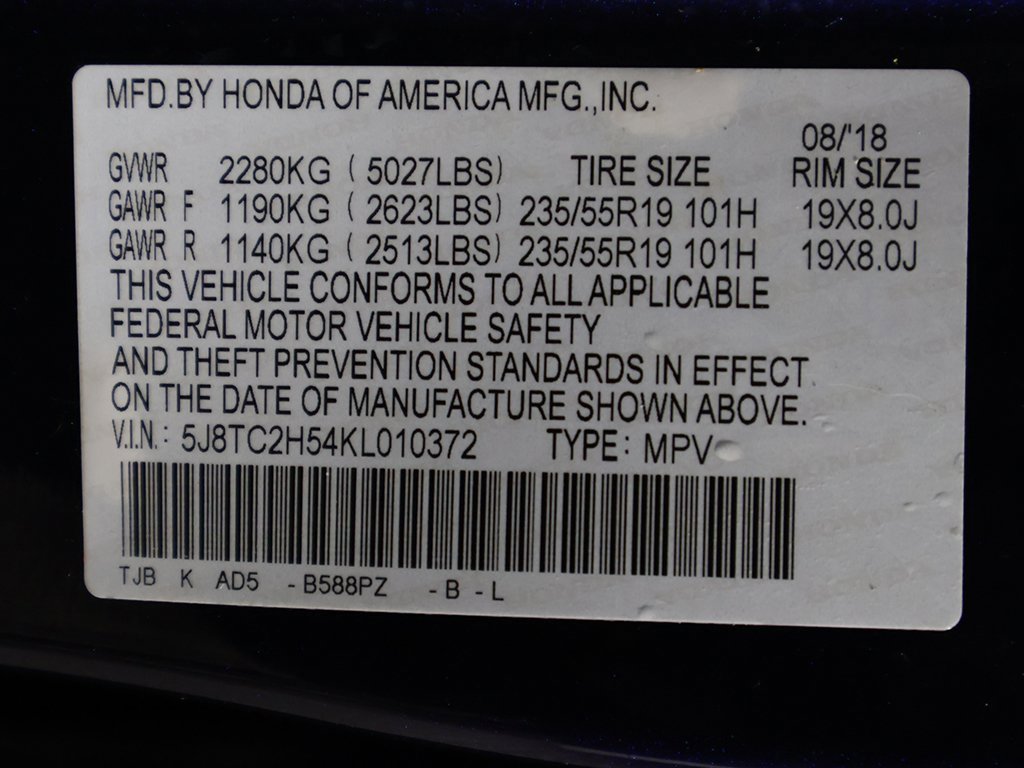 MFD.BY HONDA OF AMERICA MFG.,INC.
08/'18
GVWR 2280KG ( 5027LBS) TIRE SIZE RIM SIZE
GAWR F 1190KG ( 2623LBS) 235/55R19 101H 19X8.0J
GAWR R 1140KG ( 2513LBS) 235/55R19 101H 19X8.0J
THIS VEHICLE CONFORMS TO ALL APPLICABLE
FEDERAL MOTOR VEHICLE SAFETY
AND THEFT PREVENTION STANDARDS IN EFFECT
ON THE DATE OF MANUFACTURE SHOWN ABOVE.
V.I.N.: 5J8TC2H54KL010372 TYPE: MPV
TJB K AD5 -B588PZ -B -L